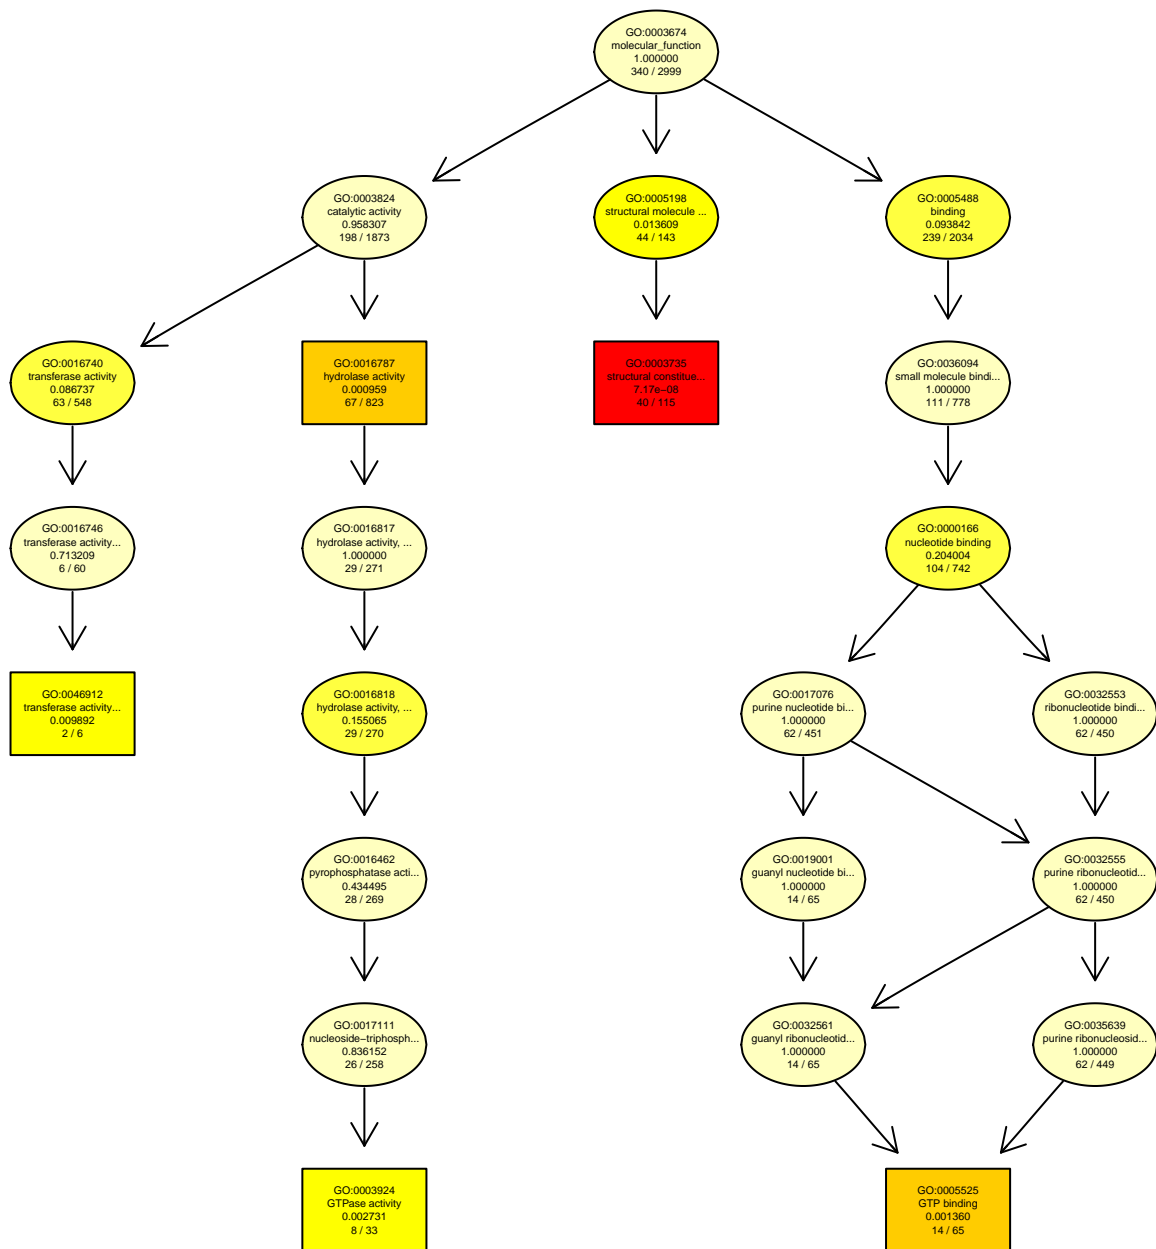 GO:0003674
molecular_function
1.000000
340 / 2999
GO:0003824
catalytic activity
0.958307
198 / 1873
GO:0005198
structural molecule ...
0.013609
44 / 143
GO:0005488
binding
0.093842
239 / 2034
GO:0016740
transferase activity
0.086737
63 / 548
GO:0016787
hydrolase activity
0.000959
67 / 823
GO:0003735
structural constitue...
7.17e−08
40 / 115
GO:0036094
small molecule bindi...
1.000000
111 / 778
GO:0016746
transferase activity...
0.713209
6 / 60
GO:0016817
hydrolase activity, ...
1.000000
29 / 271
GO:0000166
nucleotide binding
0.204004
104 / 742
GO:0046912
transferase activity...
0.009892
2 / 6
GO:0016818
hydrolase activity, ...
0.155065
29 / 270
GO:0017076
purine nucleotide bi...
1.000000
62 / 451
GO:0032553
ribonucleotide bindi...
1.000000
62 / 450
GO:0016462
pyrophosphatase acti...
0.434495
28 / 269
GO:0019001
guanyl nucleotide bi...
1.000000
14 / 65
GO:0032555
purine ribonucleotid...
1.000000
62 / 450
GO:0017111
nucleoside−triphosph...
0.836152
26 / 258
GO:0032561
guanyl ribonucleotid...
1.000000
14 / 65
GO:0035639
purine ribonucleosid...
1.000000
62 / 449
GO:0003924
GTPase activity
0.002731
8 / 33
GO:0005525
GTP binding
0.001360
14 / 65